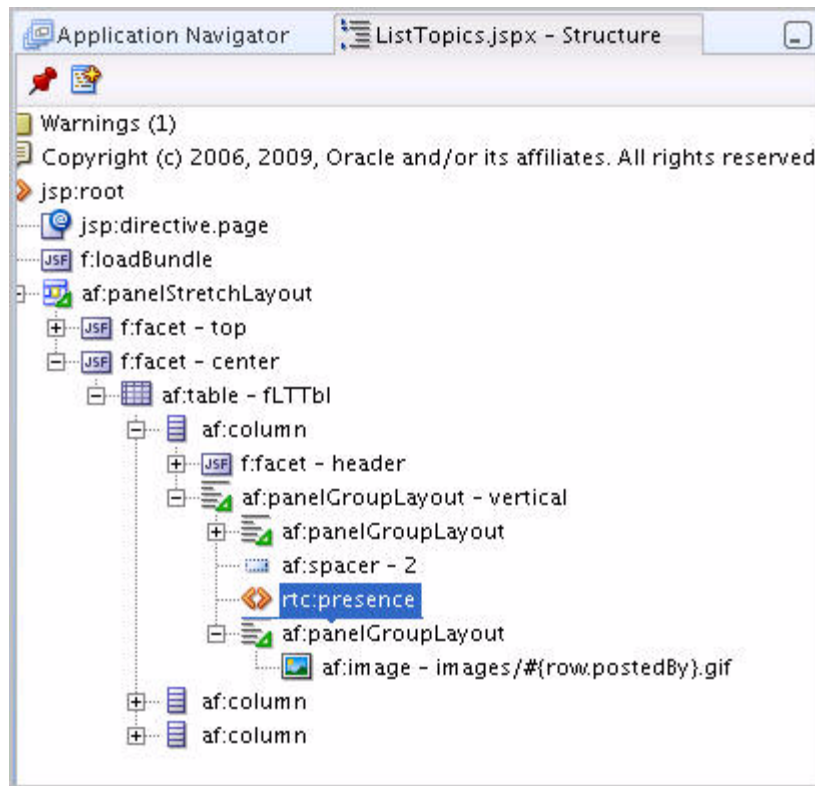 Application Navigator
ListTopics.jspx - Structure
Warnings (1)
Copyright (c) 2006, 2009, Oracle and/or its affiliates. All rights reserved
jsp:root
jsp:directive.page
JSF f:loadBundle
af:panelStretchLayout
JSF f:facet - top
JSF f:facet - center
af:table - fLTTbl
af:column
JSF f:facet - header
af:panelGroupLayout - vertical
af:panelGroupLayout
af:spacer - 2
rtc:presence
af:panelGroupLayout
af:image - images/#{row.postedBy}.gif
af:column
af:column